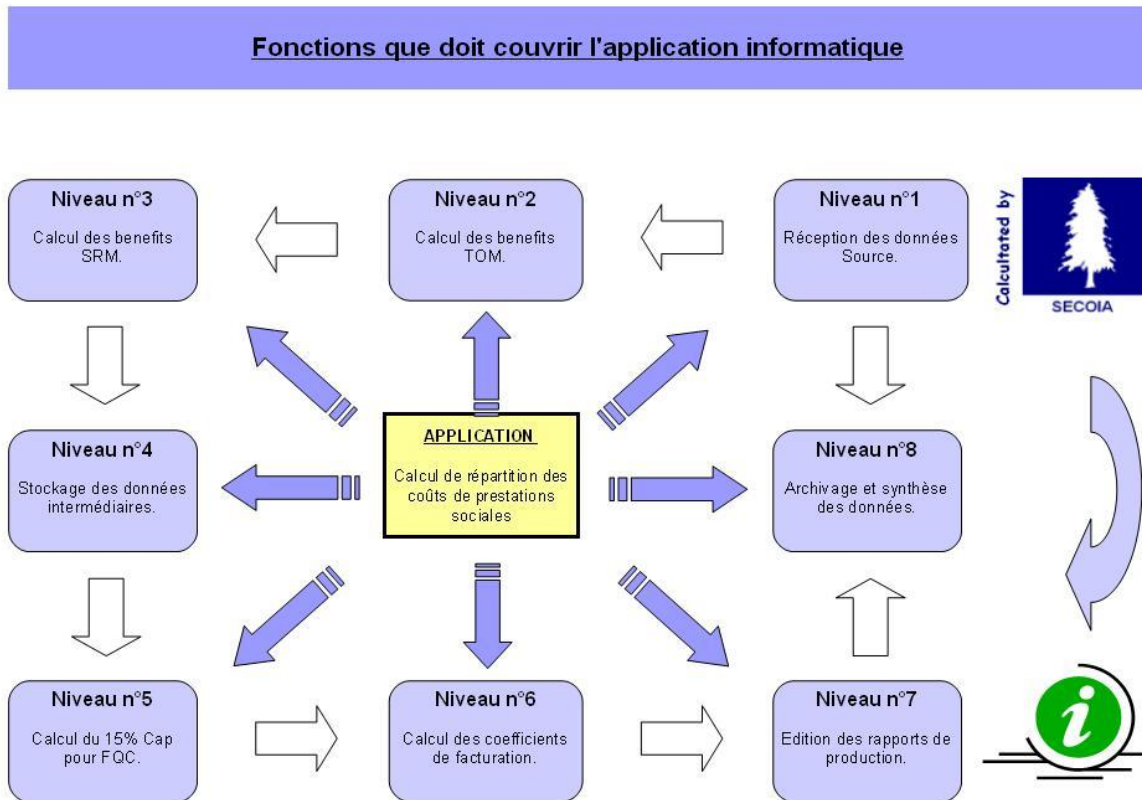 Fonctions que doit couvrir l'application informatique
Niveau n°3
Calcul des benefits
SRM.
Niveau n°2
Calcul des benefits
TOM.
Niveau n°1
Réception des données
Source.
Calcultated by
SECOIA
Niveau n°4
Stockage des données
intermédiaires.
APPLICATION
Calcul de répartition des
coûts de prestations
sociales
Niveau n°8
Archivage et synthèse
des données.
Niveau n°5
Calcul du 15% Cap
pour FQC.
Niveau n°6
Calcul des coefficients
de facturation.
Niveau n°7
Edition des rapports de
production.
i